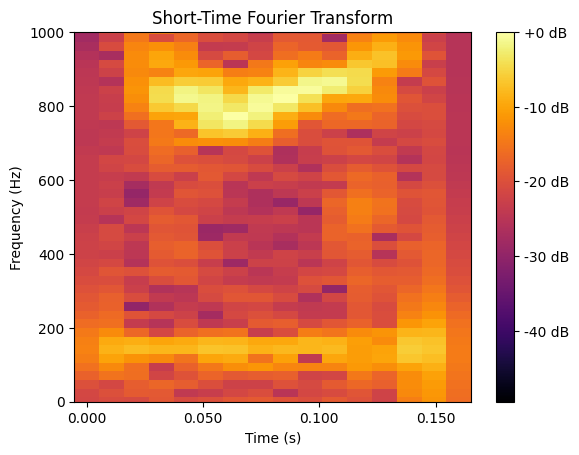 Short-Time Fourier Transform
1000
800
600
400
200
0
Frequency (Hz)
0.000
0.050
0.100
0.150
Time (s)
+0 dB
-10 dB
-20 dB
-30 dB
-40 dB